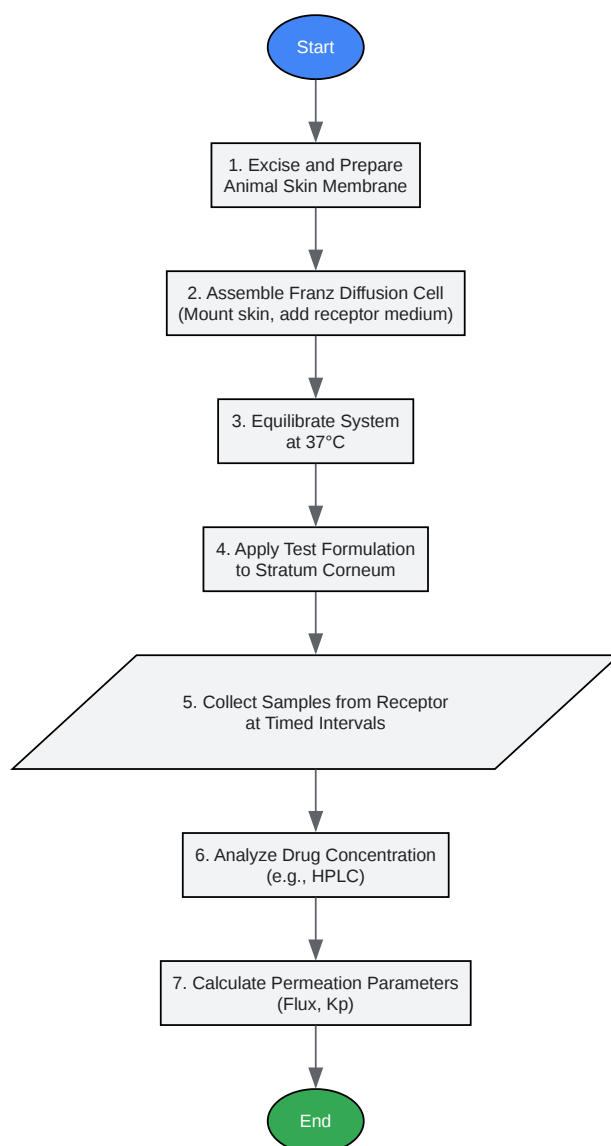 Start
1. Excise and Prepare
Animal Skin Membrane
2. Assemble Franz Diffusion Cell
(Mount skin, add receptor medium)
3. Equilibrate System
at 37°C
4. Apply Test Formulation
to Stratum Corneum
5. Collect Samples from Receptor
at Timed Intervals
6. Analyze Drug Concentration
(e.g., HPLC)
7. Calculate Permeation Parameters
(Flux, Kp)
End